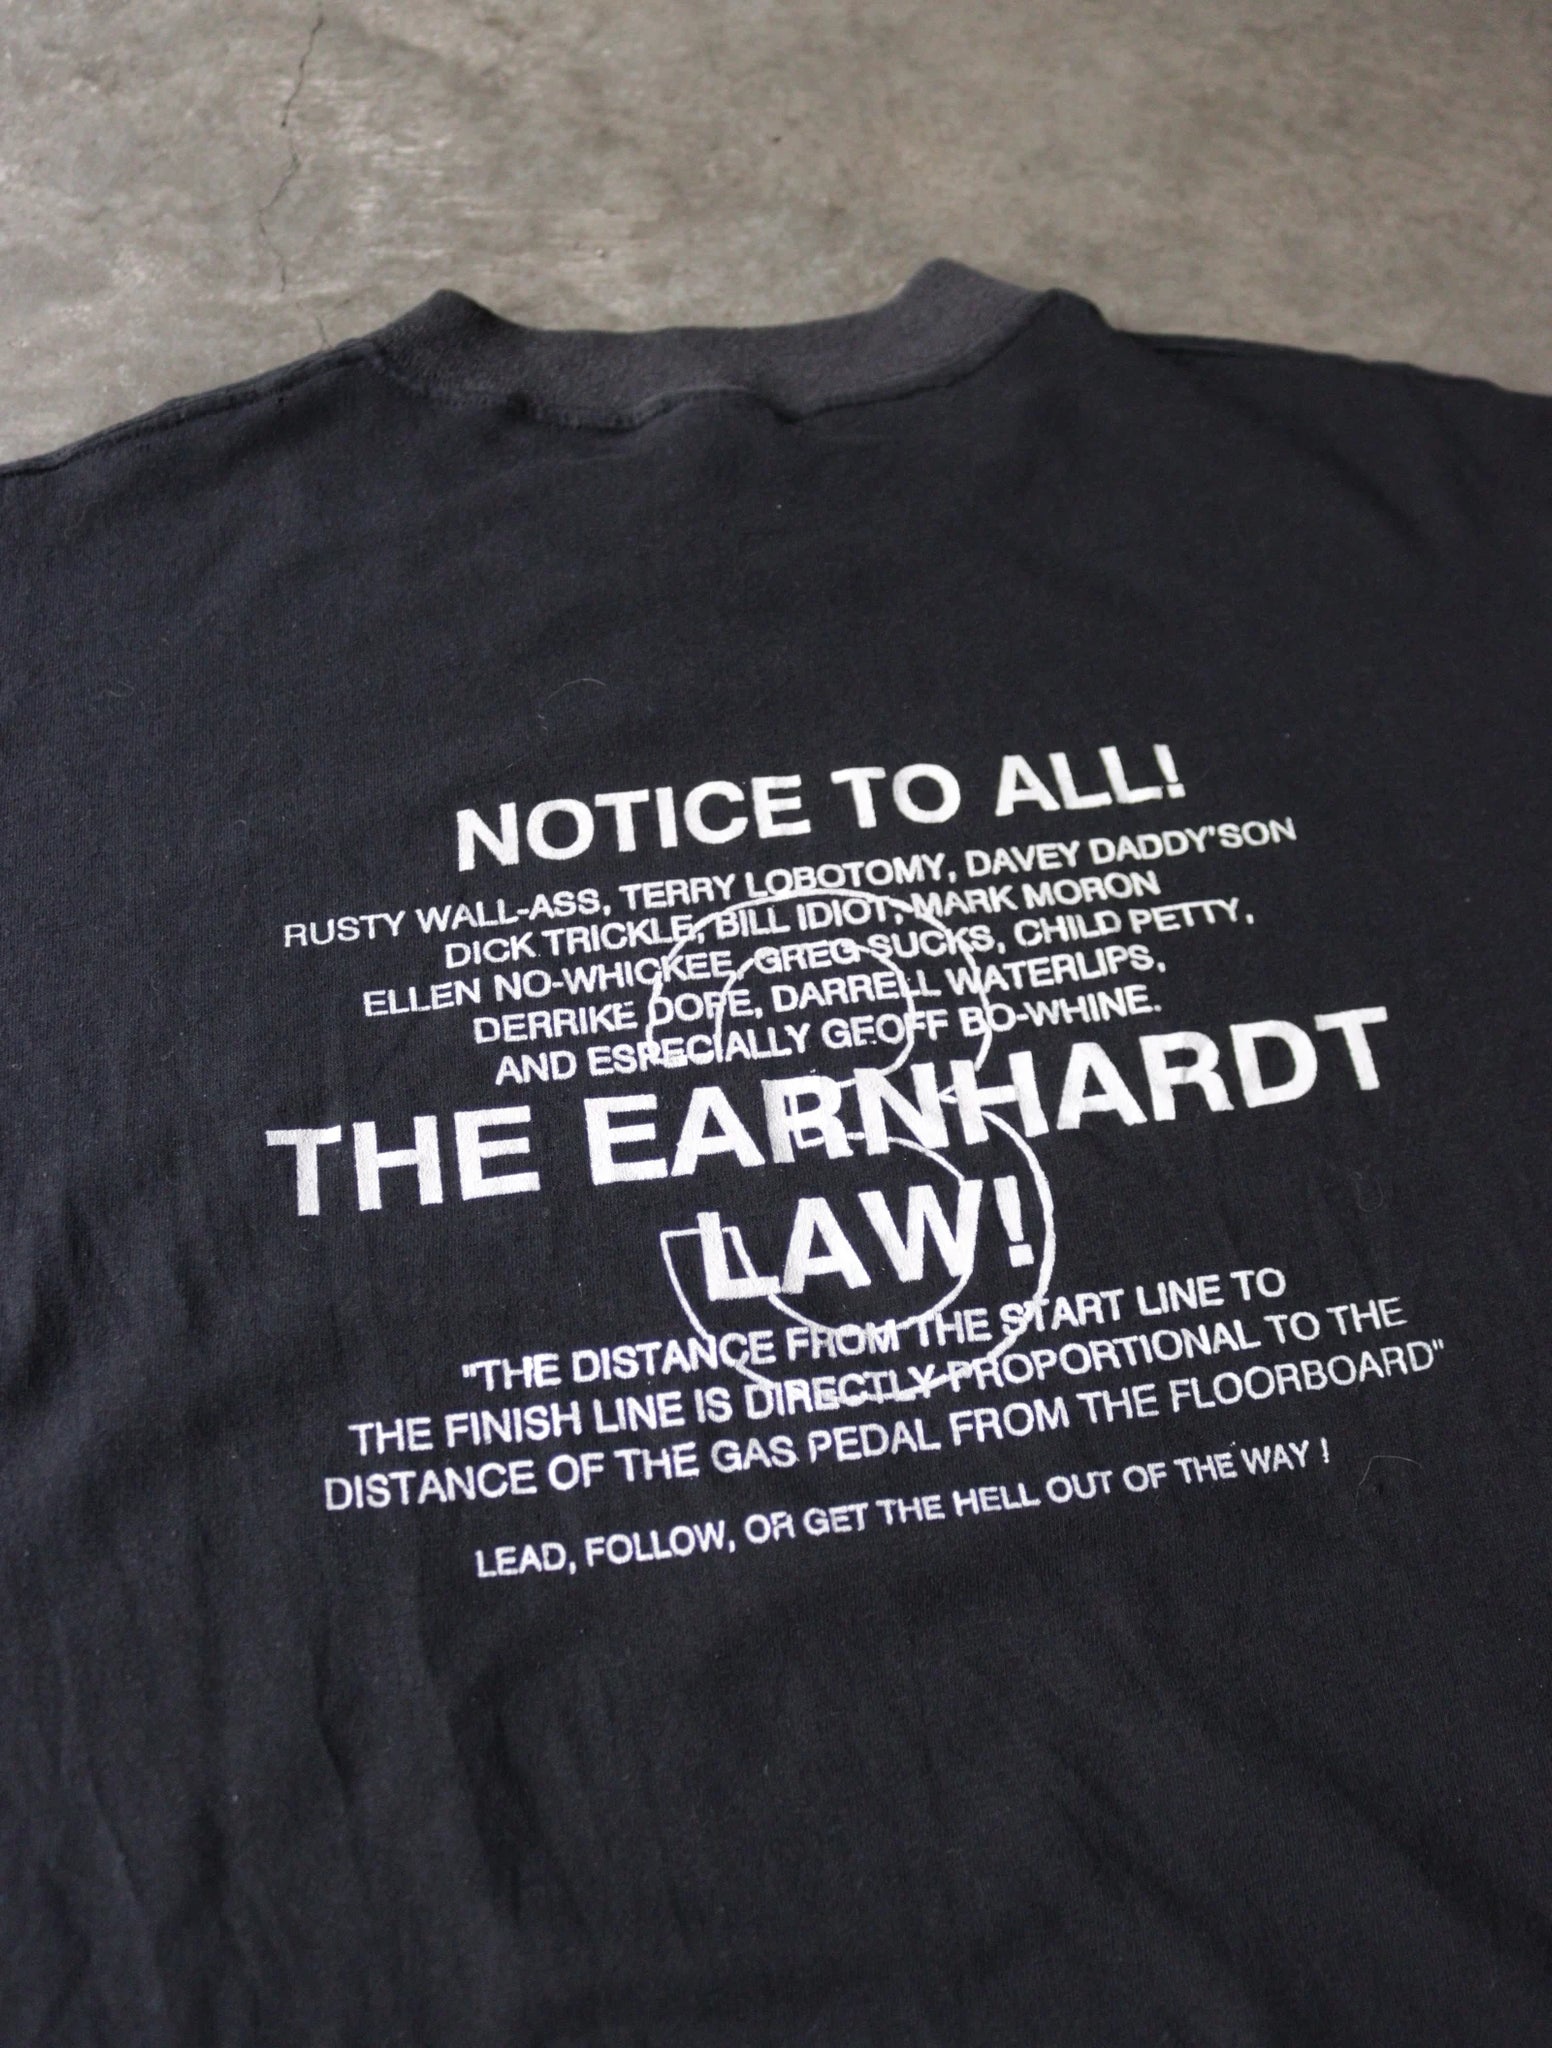 NOTICE TO ALL!
RUSTY WALL-ASS, TERRY LOBOTOMY, DAVEY DADDY'SON
DICK TRICKLE, BILL IDIOT, MARK MORON
ELLEN NO-WHICKEE, GREG SUCKS, CHILD PETTY,
DERRIKE DOPE, DARRELL WATERLIPS,
AND ESPECIALLY GEOFF BO-WHINE.
THE EARNHARDT
LAW!
3
"THE DISTANCE FROM THE START LINE TO
THE FINISH LINE IS DIRECTLY PROPORTIONAL TO THE
DISTANCE OF THE GAS PEDAL FROM THE FLOORBOARD"
LEAD, FOLLOW, OR GET THE HELL OUT OF THE WAY !